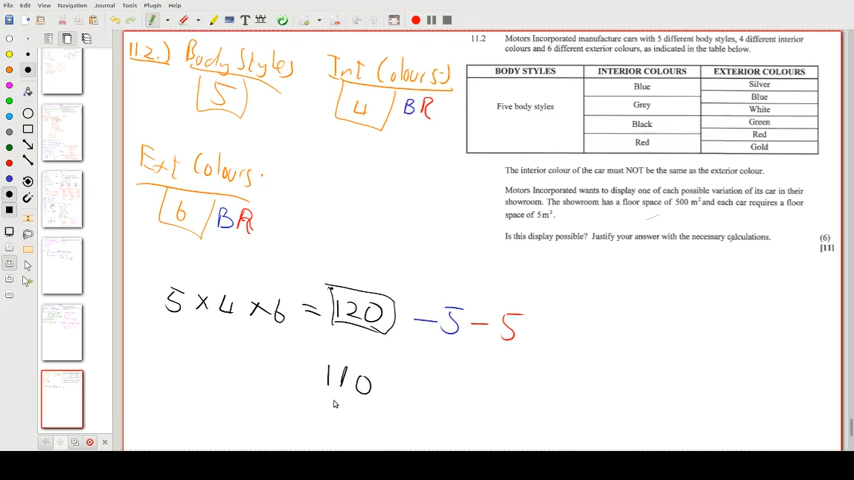 File Edit View Navigation Journal Tools Plugin Help
T
11.2.) Body Styles
5
Int Colours
4 B R
Ext Colours
6 B R
5 × 4 × 6 = 120 - 5 - 5
110
11.2 Motors Incorporated manufacture cars with 5 different body styles, 4 different interior
colours and 6 different exterior colours, as indicated in the table below.
BODY STYLES INTERIOR COLOURS EXTERIOR COLOURS
Five body styles
Blue
Grey
Black
Red
Silver
Blue
White
Green
Red
Gold
The interior colour of the car must NOT be the same as the exterior colour.
Motors Incorporated wants to display one of each possible variation of its car in their
showroom. The showroom has a floor space of 500 m² and each car requires a floor
space of 5m².
Is this display possible? Justify your answer with the necessary calculations. (6)
[11]